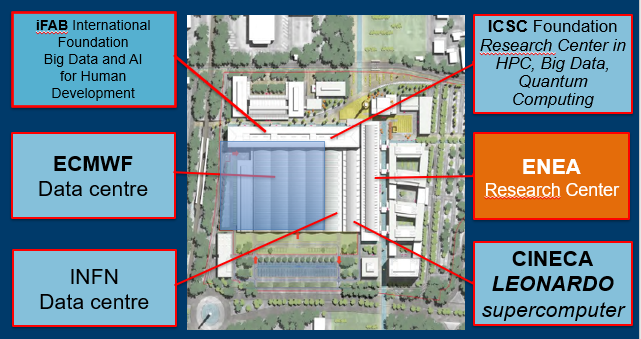 iFAB International
Foundation
Big Data and AI
for Human
Development
ICSC Foundation
Research Center in
HPC, Big Data,
Quantum
Computing
ECMWF
Data centre
ENEA
Research Center
INFN
Data centre
CINECA
LEONARDO
supercomputer